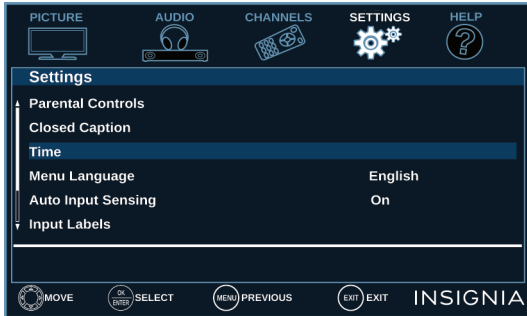 PICTURE AUDIO CHANNELS SETTINGS HELP
Settings
Parental Controls
Closed Caption
Time
Menu Language English
Auto Input Sensing On
Input Labels
MOVE OK ENTER SELECT MENU PREVIOUS EXIT EXIT INSIGNIA